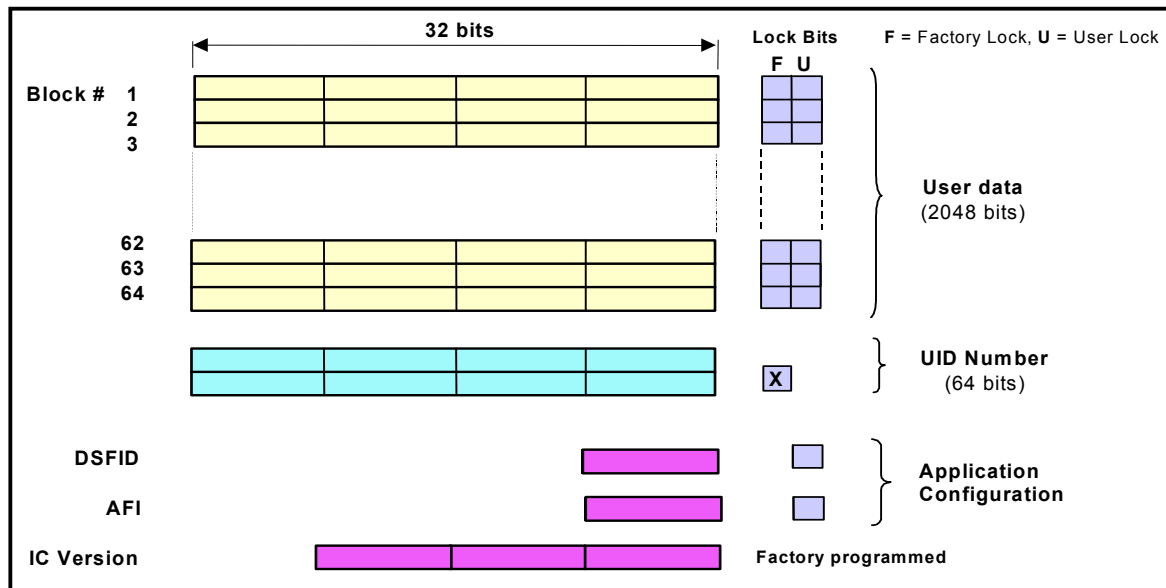 32 bits
Lock Bits
F = Factory Lock, U = User Lock
F U
Block # 1
2
3
User data
(2048 bits)
62
63
64
UID Number
(64 bits)
X
DSFID
Application
Configuration
AFI
IC Version
Factory programmed